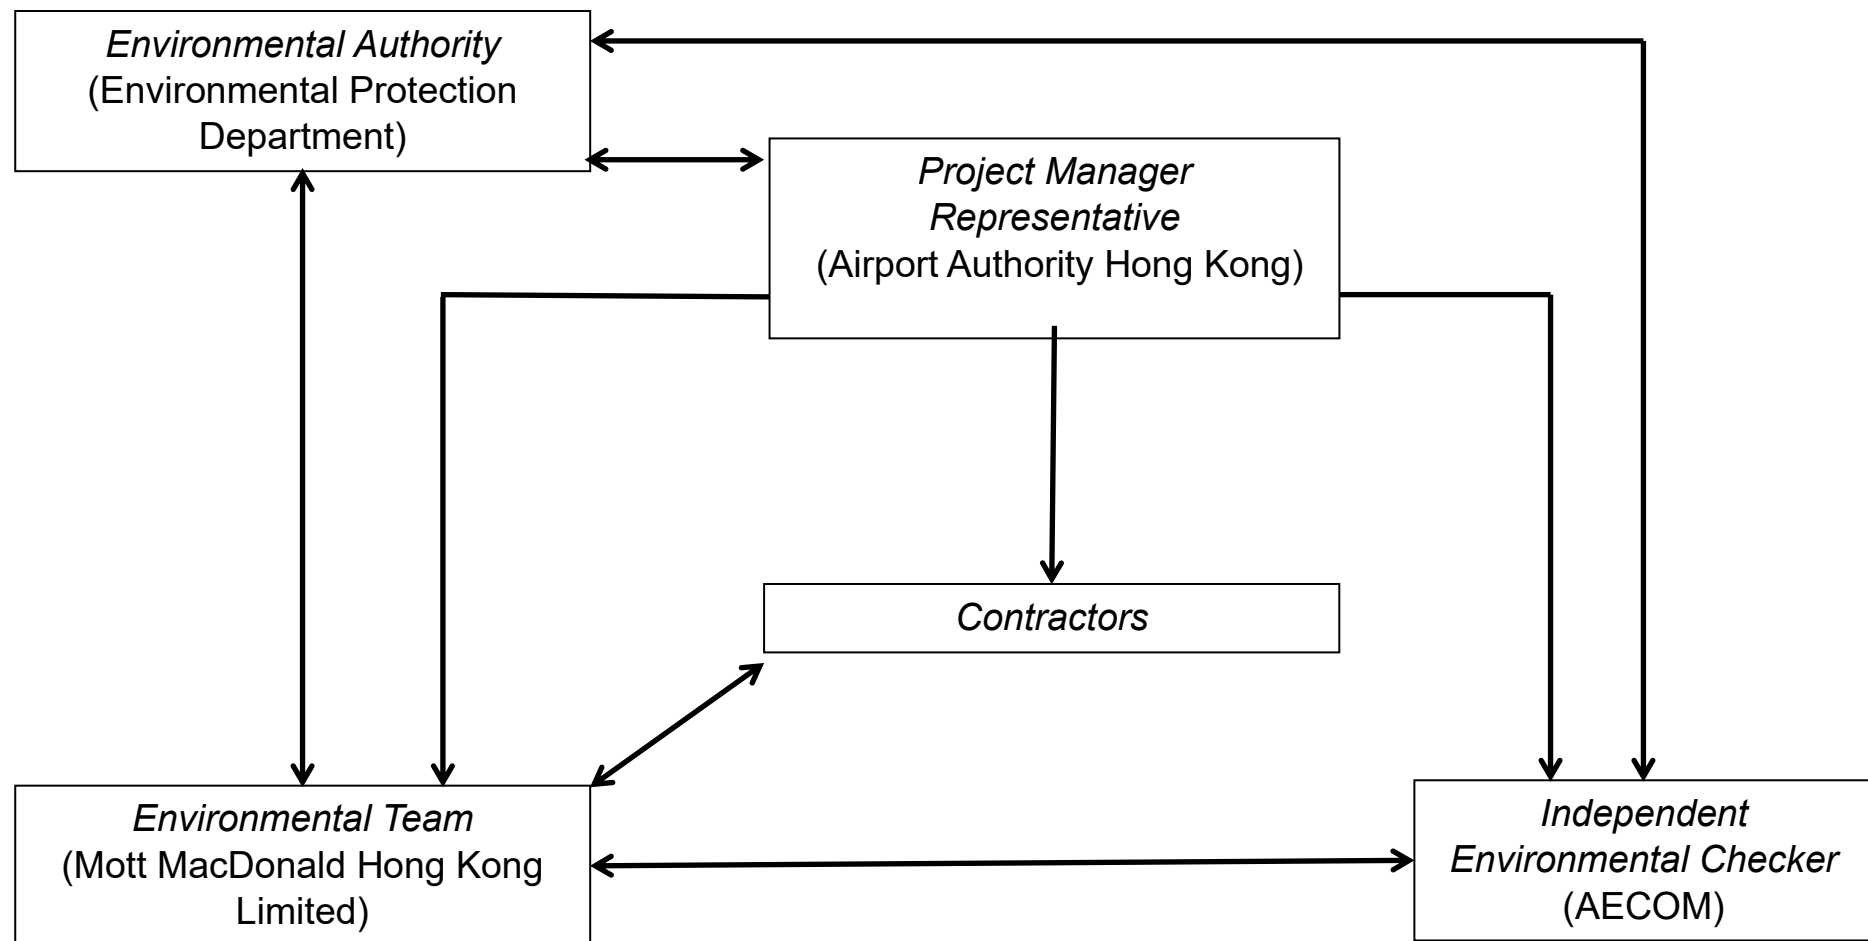 Environmental Authority
(Environmental Protection
Department)
Project Manager
Representative
(Airport Authority Hong Kong)
Contractors
Environmental Team
(Mott MacDonald Hong Kong
Limited)
Independent
Environmental Checker
(AECOM)